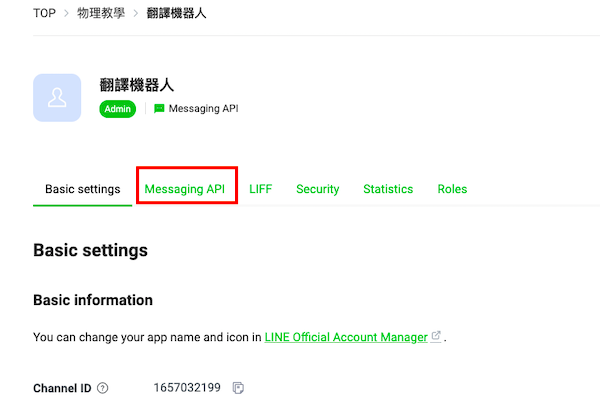 TOP > 物理教學 > 翻譯機器人
翻譯機器人
Admin Messaging API
Basic settings Messaging API LIFF Security Statistics Roles
Basic settings
Basic information
You can change your app name and icon in LINE Official Account Manager .
Channel ID 1657032199